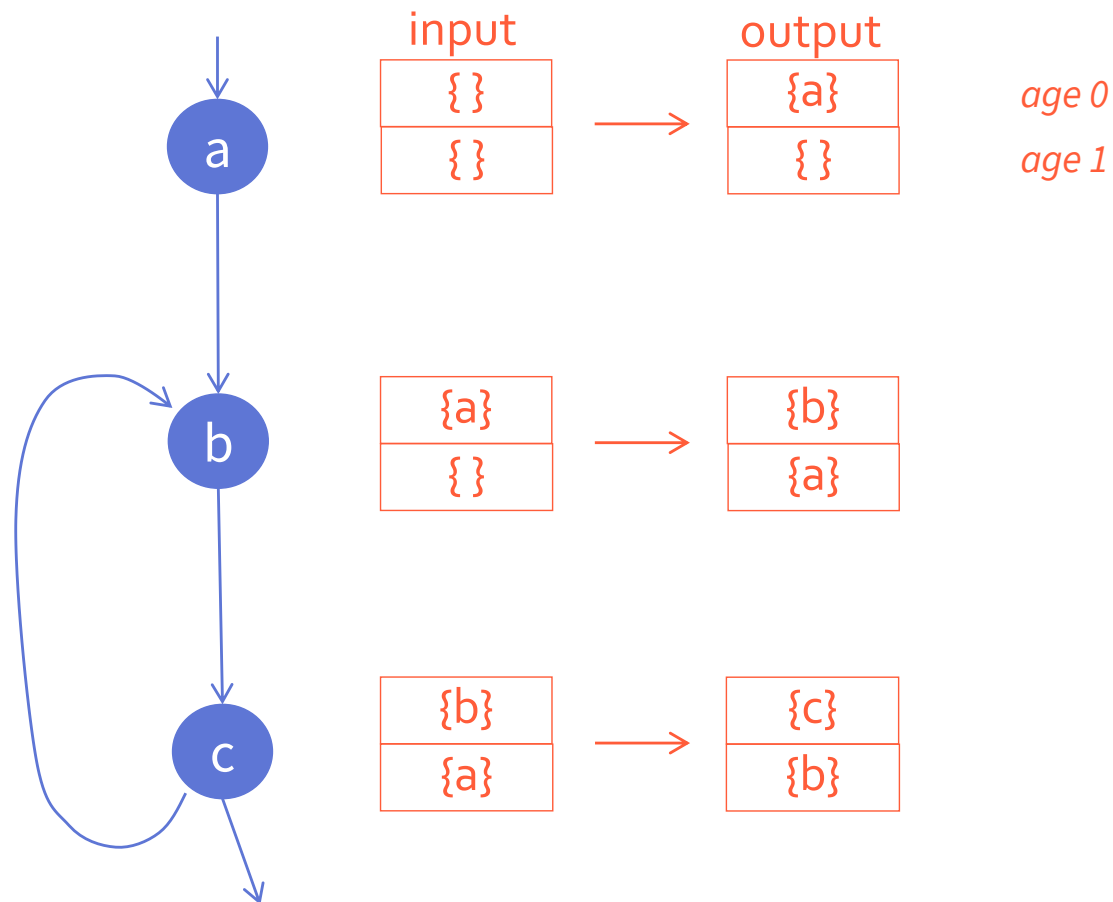 input output
{ } {a} age 0
a
{ } { } age 1
{a} {b}
b
{ } {a}
{b} {c}
c
{a} {b}